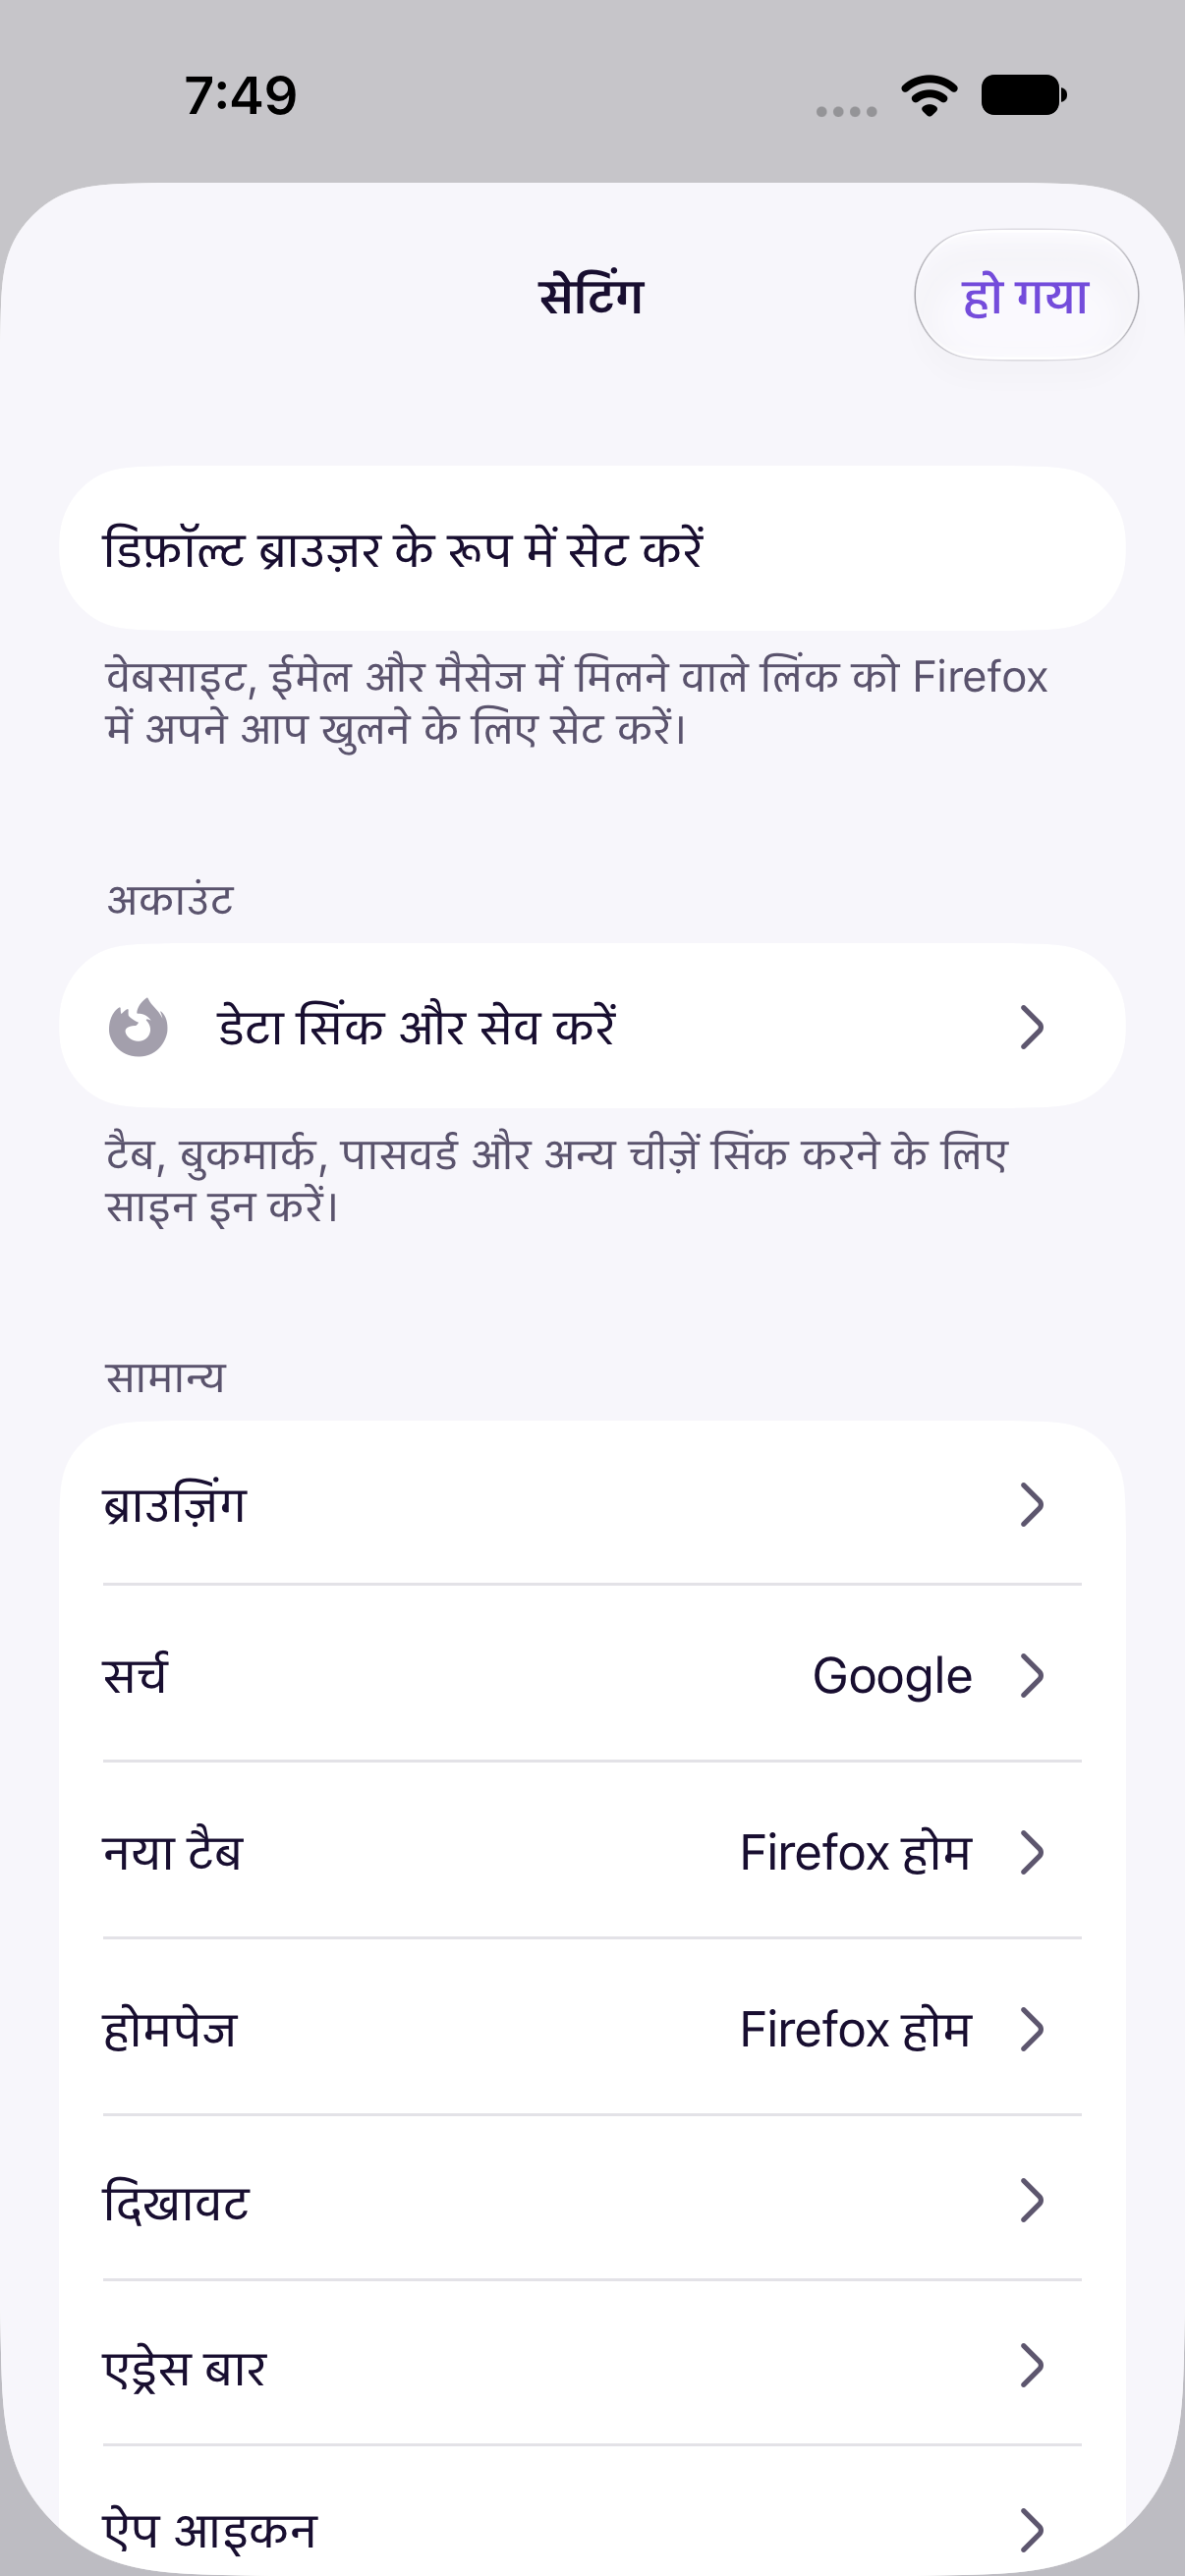 7:49
सेटिंग
हो गया
डिफ़ॉल्ट ब्राउज़र के रूप में सेट करें
वेबसाइट, ईमेल और मैसेज में मिलने वाले लिंक को Firefox
में अपने आप खुलने के लिए सेट करें।
अकाउंट
डेटा सिंक और सेव करें
टैब, बुकमार्क, पासवर्ड और अन्य चीज़ें सिंक करने के लिए
साइन इन करें।
सामान्य
ब्राउज़िंग
सर्च Google
नया टैब Firefox होम
होमपेज Firefox होम
दिखावट
एड्रेस बार
ऐप आइकन